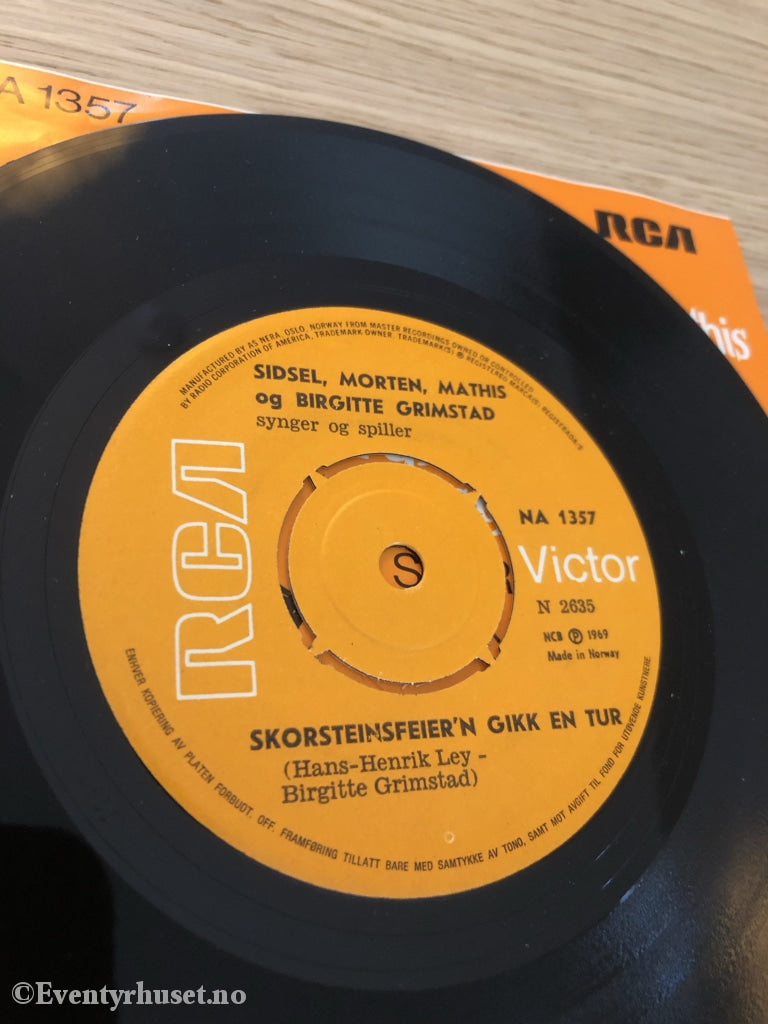 A 1357
RCA
his
MANUFACTURED BY AS NERA, OSLO, NORWAY FROM MASTER RECORDINGS OWNED OR CONTROLLED
BY RADIO CORPORATION OF AMERICA, TRADEMARK OWNER, TRADEMARK(S) ® REGISTERED MARCA(S) REGISTRADA/S
SIDSEL, MORTEN, MATHIS
og BIRGITTE GRIMSTAD
synger og spiller
RCA
NA 1357
Victor
N 2635
NCB Ⓟ 1969
Made in Norway
S
SKORSTEINSFEIER'N GIKK EN TUR
(Hans-Henrik Ley -
Birgitte Grimstad)
ENHVER KOPIERING AV PLATEN FORBUDT. OFF. FRAMFØRING TILLATT BARE MED SAMTYKKE AV TONO, SAMT MOT AVGIFT TIL FOND FOR UTØVENDE KUNSTNERE
©Eventyrhuset.no